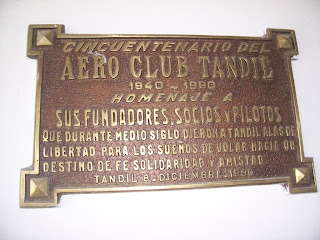 CINCUENTENARIO DEL
AERO CLUB TANDIL
1940 - 1990
HOMENAJE A
SUS FUNDADORES, SOCIOS Y PILOTOS
QUE DURANTE MEDIO SIGLO DIERON A TANDIL ALAS DE
LIBERTAD PARA LOS SUEÑOS DE VOLAR HACIA UN
DESTINO DE FE SOLIDARIDAD Y AMISTAD
TANDIL 8 DICIEMBRE 1990